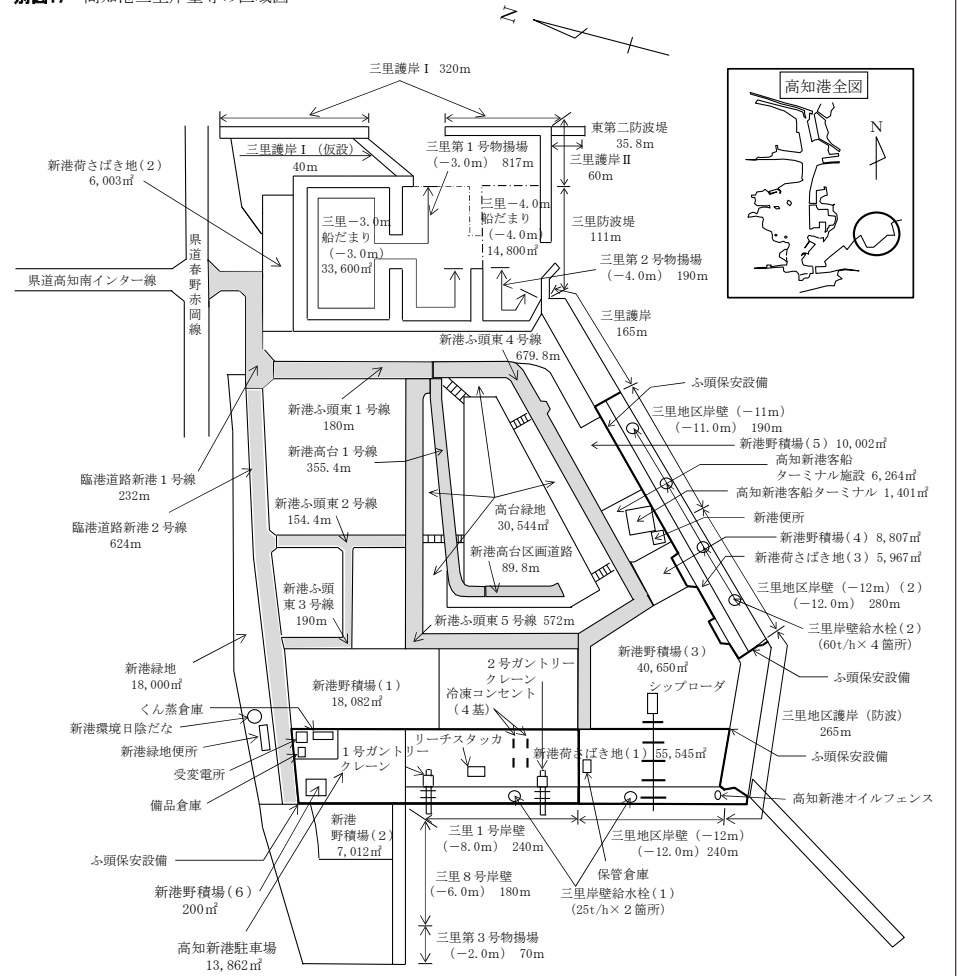 別図17 高知港三里岸壁等の区域図
N
三里護岸Ⅰ 320m
高知港全図
N
東第二防波堤
35.8m
三里第1号物揚場
(-3.0m) 817m
三里護岸Ⅰ(仮設)
40m
三里護岸Ⅱ
60m
新港荷さばき地(2)
6,003㎡
三里-3.0m
船だまり
(-3.0m)
33,600㎡
三里-4.0m
船だまり
(-4.0m)
14,800㎡
三里防波堤
111m
県道春野赤岡線
県道高知南インター線
三里第2号物揚場
(-4.0m) 190m
三里護岸
165m
新港ふ頭東4号線
679.8m
ふ頭保安設備
新港ふ頭東1号線
180m
三里地区岸壁(-11m)
(-11.0m) 190m
新港野積場(5) 10,002㎡
新港高台1号線
355.4m
高知新港客船
ターミナル施設 6,264㎡
臨港道路新港1号線
232m
高知新港客船ターミナル 1,401㎡
新港ふ頭東2号線
154.4m
高台緑地
30,544㎡
新港便所
臨港道路新港2号線
624m
新港野積場(4) 8,807㎡
新港高台区画道路
89.8m
新港荷さばき地(3) 5,967㎡
新港ふ頭
東3号線
190m
三里地区岸壁(-12m)(2)
(-12.0m) 280m
新港ふ頭東5号線 572m
三里岸壁給水栓(2)
(60t/h×4箇所)
新港緑地
18,000㎡
新港野積場(3)
40,650㎡
2号ガントリー
クレーン
ふ頭保安設備
新港野積場(1)
18,082㎡
冷凍コンセント
(4基)
シップローダ
くん蒸倉庫
三里地区護岸(防波)
265m
新港環境日陰だな
新港緑地便所
1号ガントリー
クレーン
リーチスタッカ
新港荷さばき地(1) 55,545㎡
ふ頭保安設備
受変電所
備品倉庫
高知新港オイルフェンス
新港
野積場(2)
7,012㎡
三里1号岸壁
(-8.0m) 240m
三里地区岸壁(-12m)
(-12.0m) 240m
ふ頭保安設備
保管倉庫
三里8号岸壁
(-6.0m) 180m
新港野積場(6)
200㎡
三里岸壁給水栓(1)
(25t/h×2箇所)
高知新港駐車場
13,862㎡
三里第3号物揚場
(-2.0m) 70m